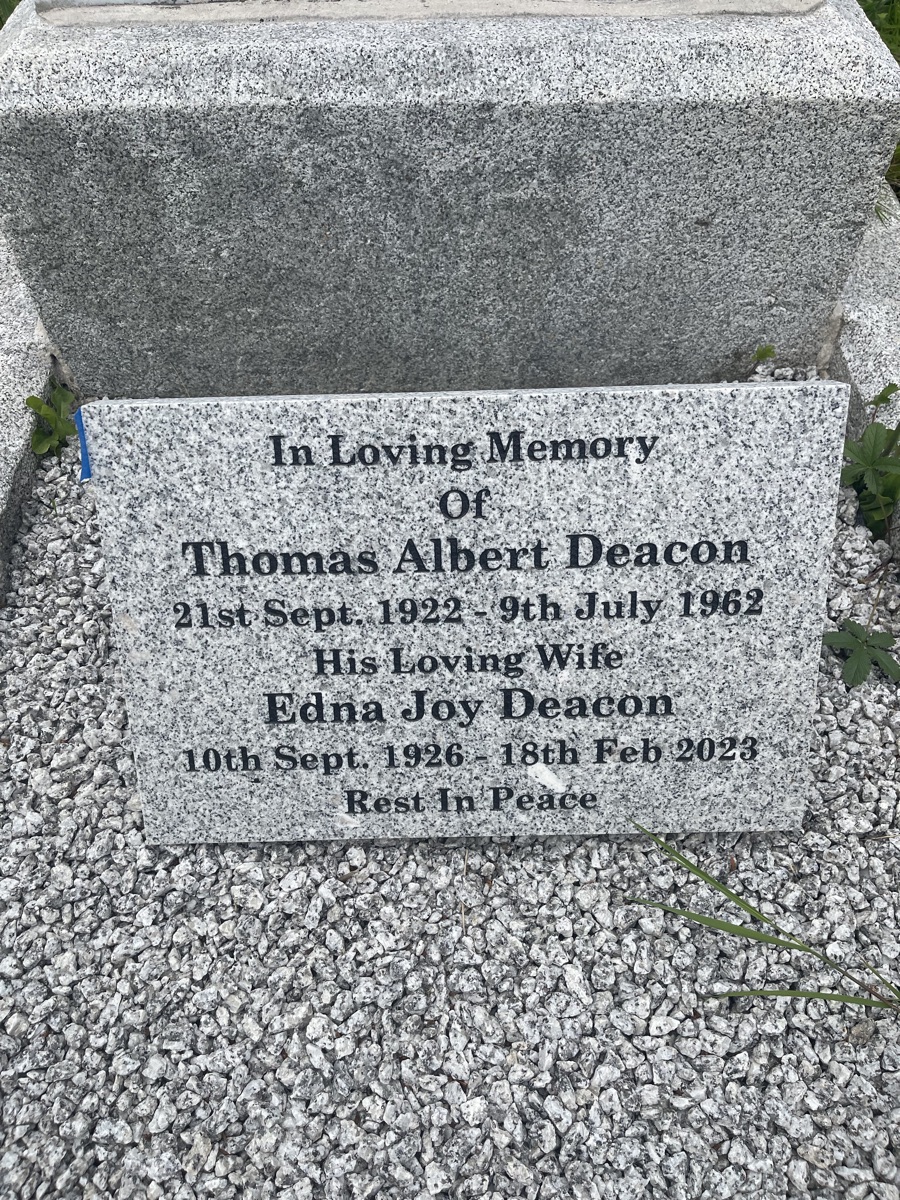 In Loving Memory
Of
Thomas Albert Deacon
21st Sept. 1922 - 9th July 1962
His Loving Wife
Edna Joy Deacon
10th Sept. 1926 - 18th Feb 2023
Rest In Peace